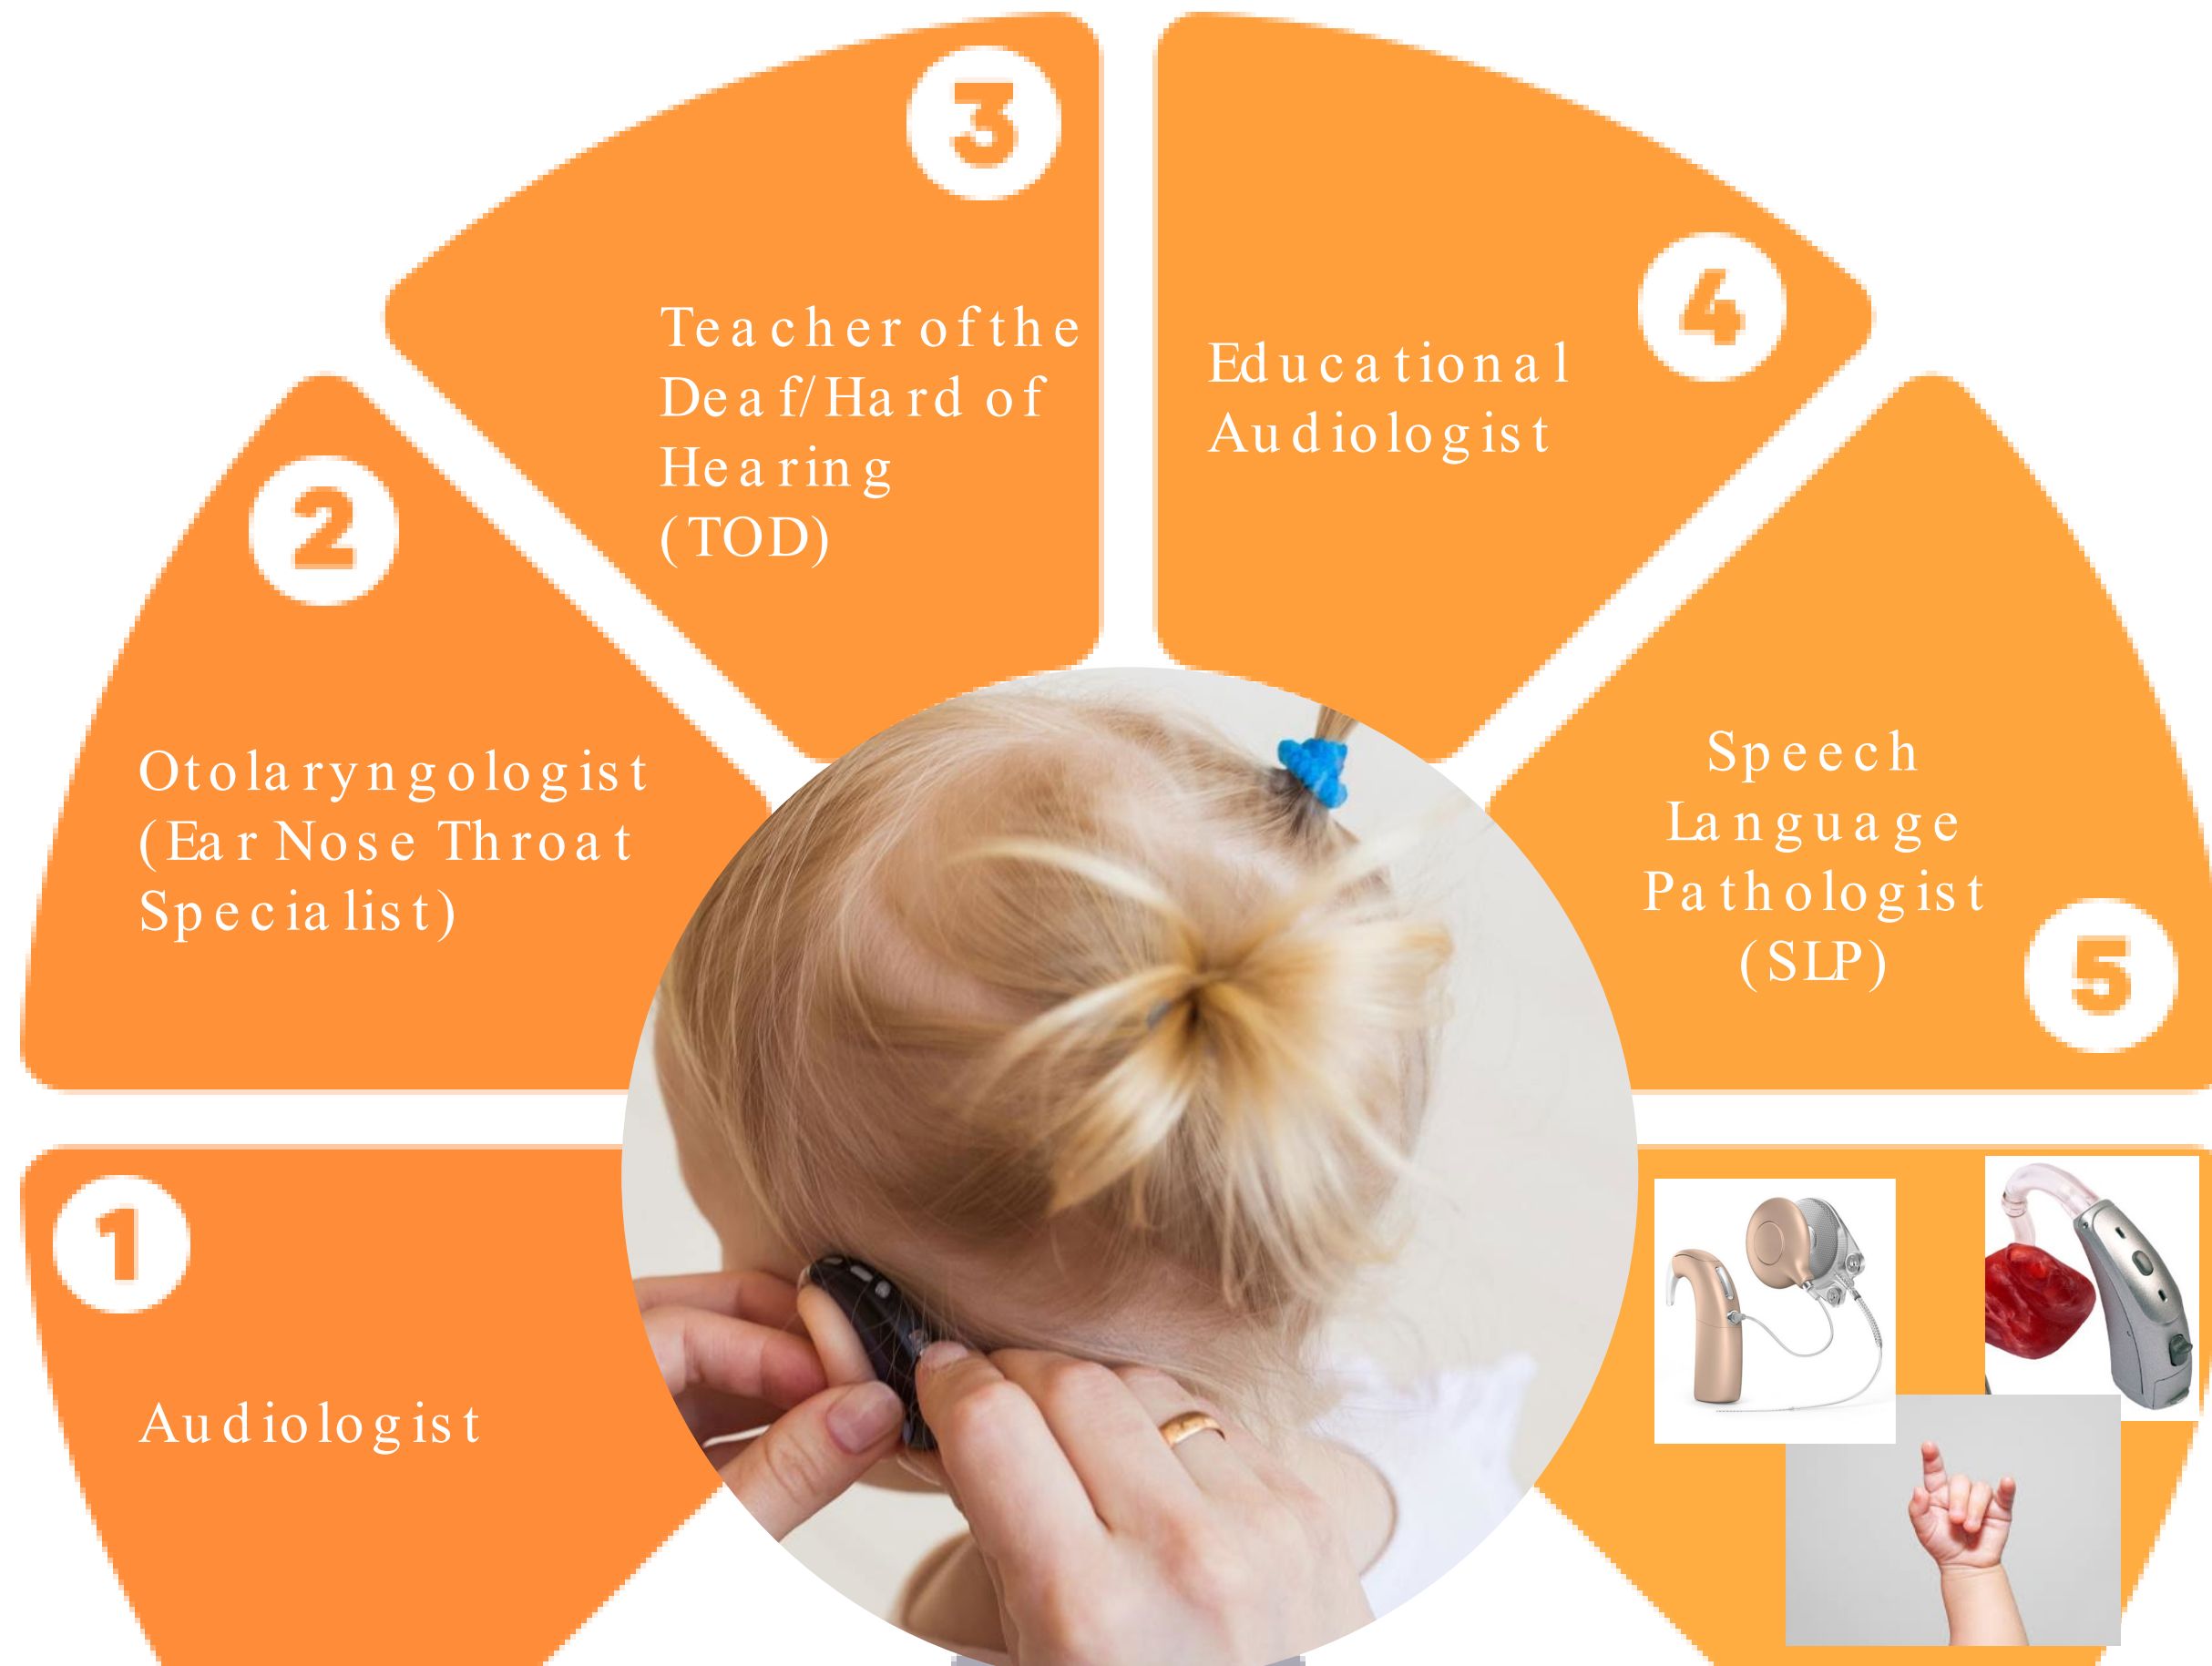 1
Audiologist
2
Otolaryngologist
(Ear Nose Throat
Specialist)
3
Teacher of the
Deaf/Hard of
Hearing
(TOD)
4
Educational
Audiologist
Speech
Language
Pathologist
(SLP)
5